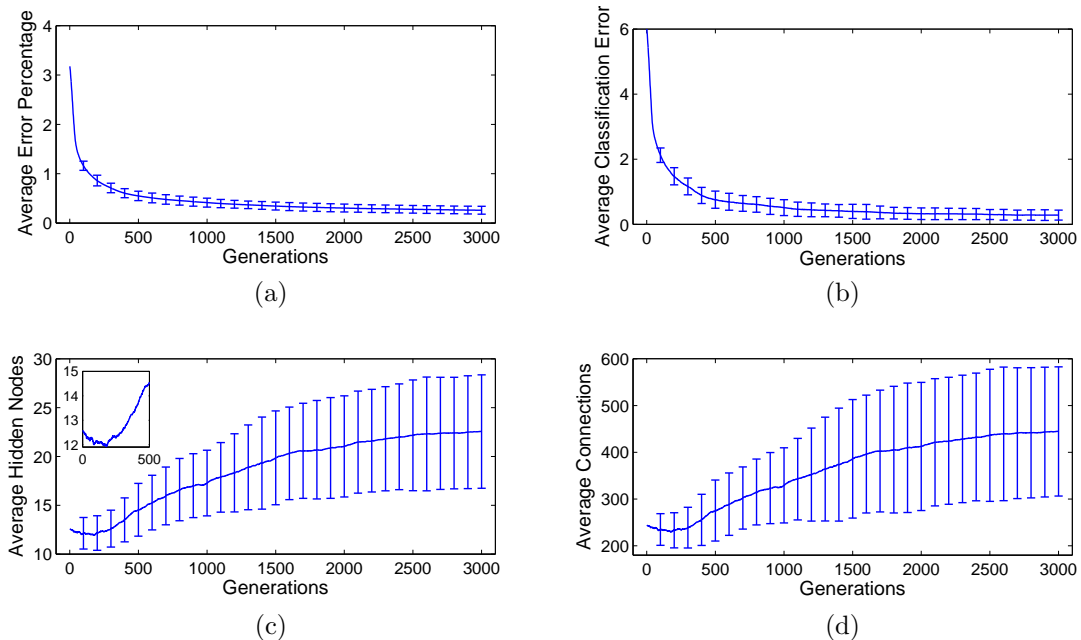 Average Error Percentage
4
3
2
1
0
0 500 1000 1500 2000 2500 3000
Generations
(a)
Average Classification Error
6
4
2
0
0 500 1000 1500 2000 2500 3000
Generations
(b)
Average Hidden Nodes
30
25
20
15
10
15
14
13
12
0 500
0 500 1000 1500 2000 2500 3000
Generations
(c)
Average Connections
600
500
400
300
200
0 500 1000 1500 2000 2500 3000
Generations
(d)